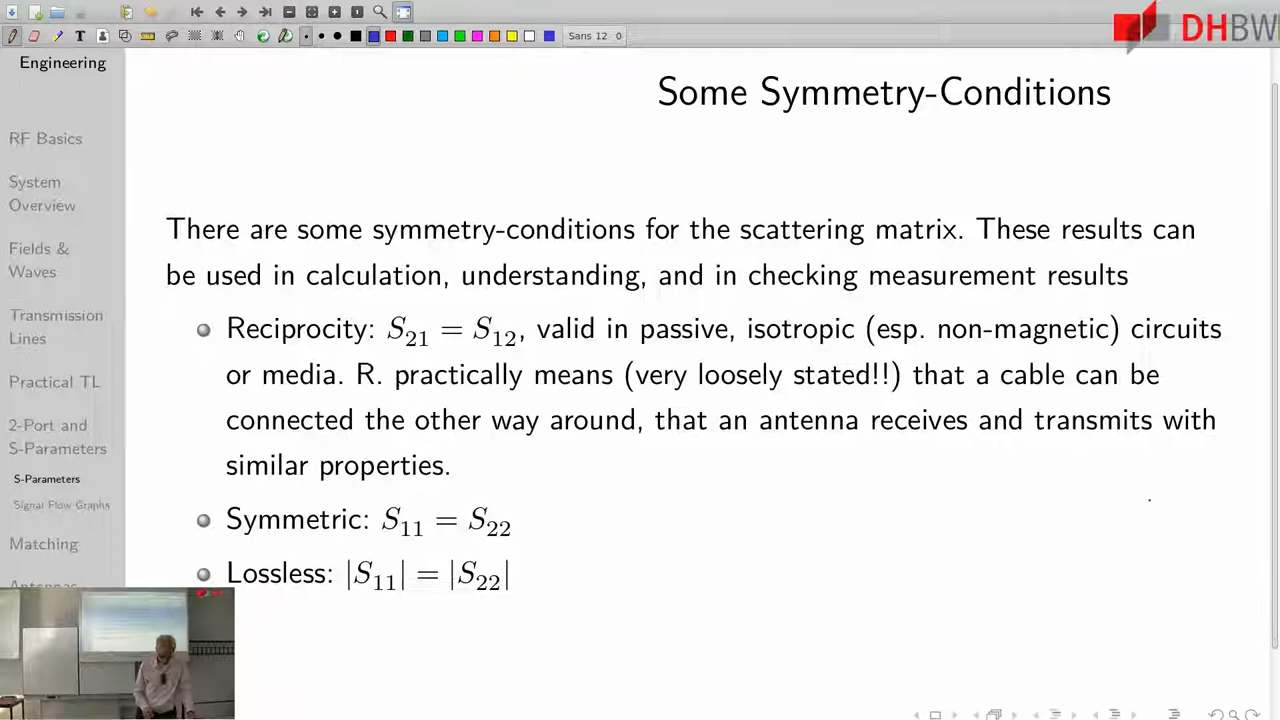 Sans 12 0
DHBW
Engineering
Some Symmetry-Conditions
RF Basics
System
Overview
Fields &
Waves
Transmission
Lines
Practical TL
2-Port and
S-Parameters
S-Parameters
Signal Flow Graphs
Matching
Antennas
There are some symmetry-conditions for the scattering matrix. These results can
be used in calculation, understanding, and in checking measurement results
Reciprocity: S₂₁ = S₁₂, valid in passive, isotropic (esp. non-magnetic) circuits
or media. R. practically means (very loosely stated!!) that a cable can be
connected the other way around, that an antenna receives and transmits with
similar properties.
Symmetric: S₁₁ = S₂₂
Lossless: |S₁₁| = |S₂₂|